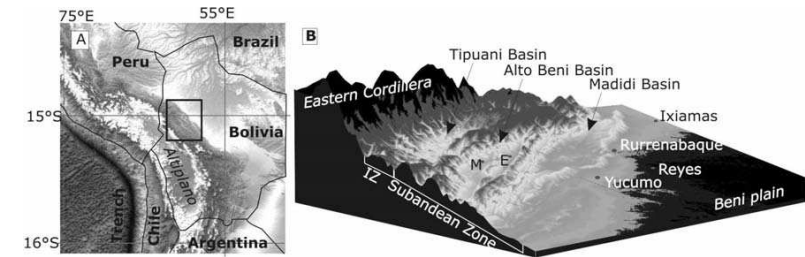 75°E
55°E
A
Brazil
Peru
15°S
Bolivia
Altiplano
Trench
Chile
16°S
Argentina
B
Tipuani Basin
Alto Beni Basin
Madidi Basin
Eastern Cordillera
Ixiamas
Rurrenabaque
Reyes
Yucumo
M
E
Beni plain
IZ
Subandean Zone